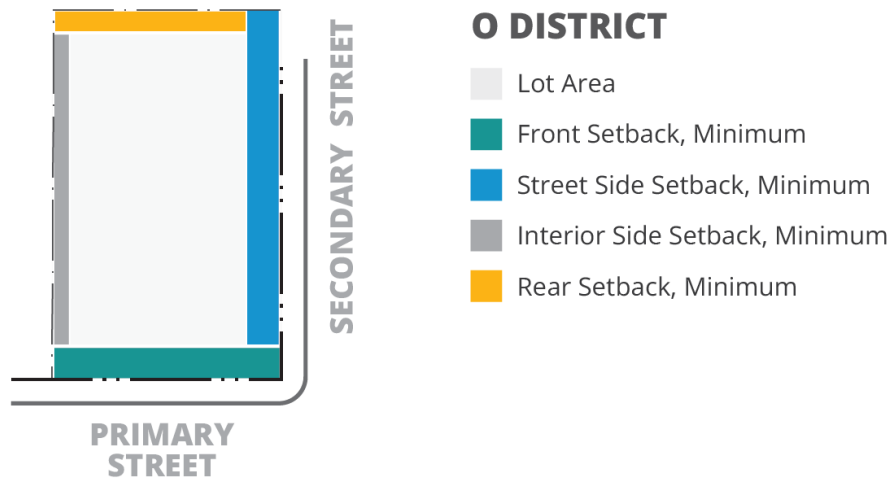 O DISTRICT
Lot Area
Front Setback, Minimum
Street Side Setback, Minimum
Interior Side Setback, Minimum
Rear Setback, Minimum
SECONDARY STREET
PRIMARY
STREET